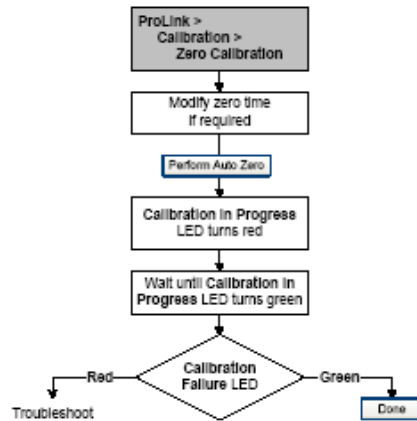 ProLink >
Calibration >
Zero Calibration
Modify zero time
if required
Perform Auto Zero
Calibration in Progress
LED turns red
Wait until Calibration in
Progress LED turns green
Calibration
Failure LED
Red
Green
Troubleshoot
Done